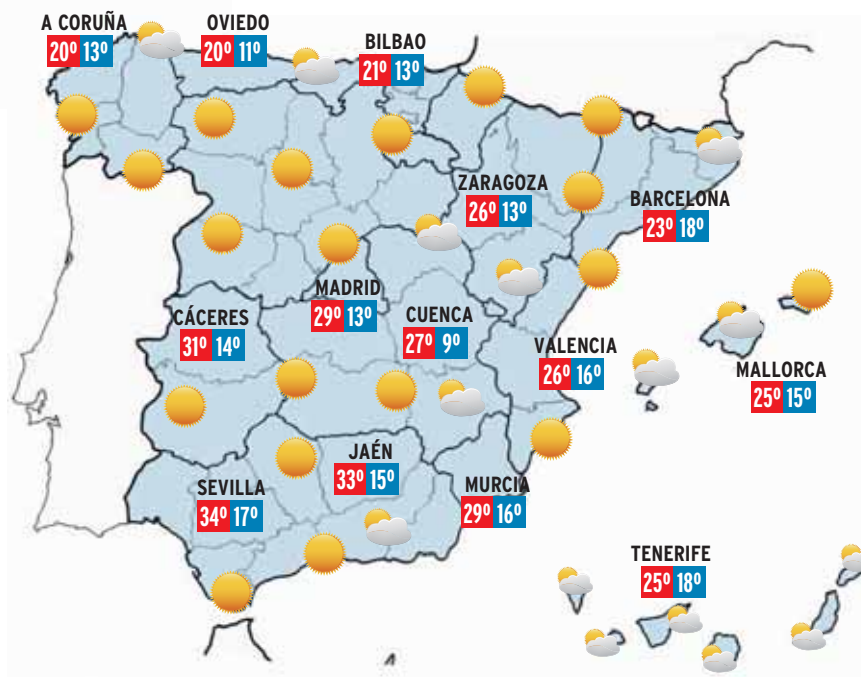 A CORUÑA
20º 13º
OVIEDO
20º 11º
BILBAO
21º 13º
ZARAGOZA
26º 13º
BARCELONA
23º 18º
MADRID
29º 13º
CÁCERES
31º 14º
CUENCA
27º 9º
VALENCIA
26º 16º
MALLORCA
25º 15º
JAÉN
33º 15º
SEVILLA
34º 17º
MURCIA
29º 16º
TENERIFE
25º 18º